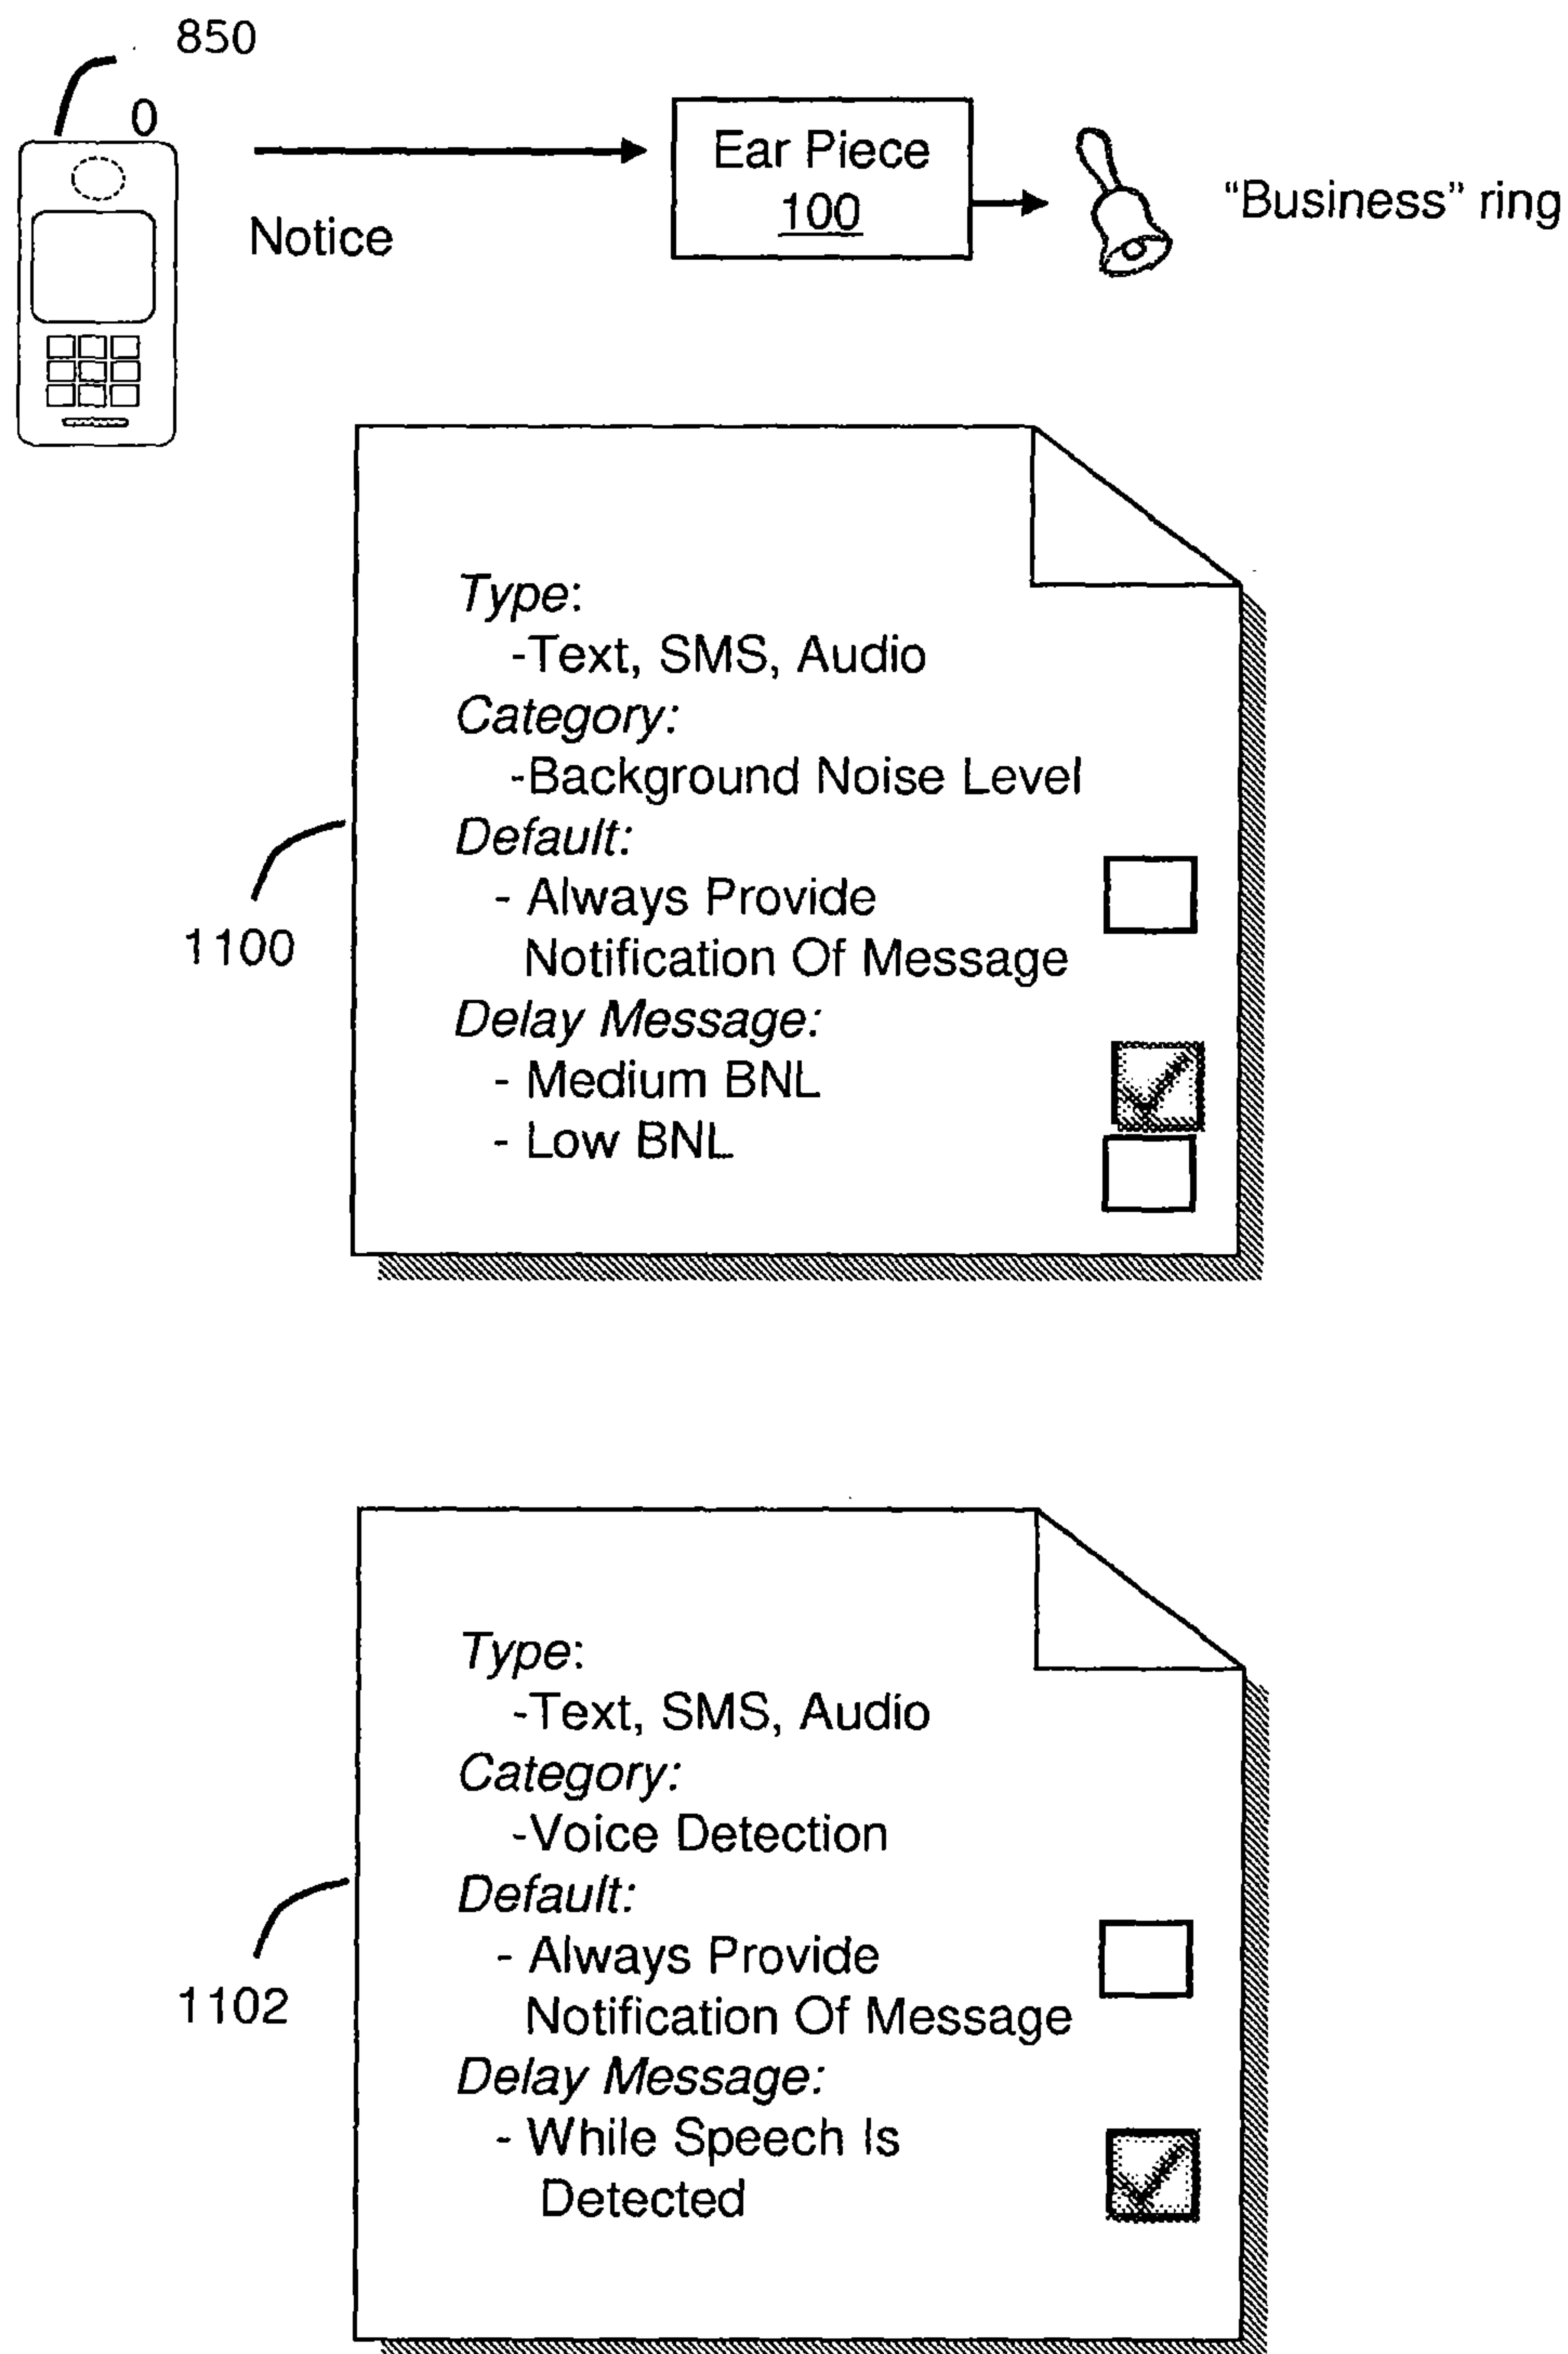 850
0
Notice
Ear Piece
100
“Business” ring
Type:
-Text, SMS, Audio
Category:
-Background Noise Level
Default:
- Always Provide
Notification Of Message
Delay Message:
- Medium BNL
- Low BNL
1100
Type:
-Text, SMS, Audio
Category:
-Voice Detection
Default:
- Always Provide
Notification Of Message
Delay Message:
- While Speech Is
Detected
1102